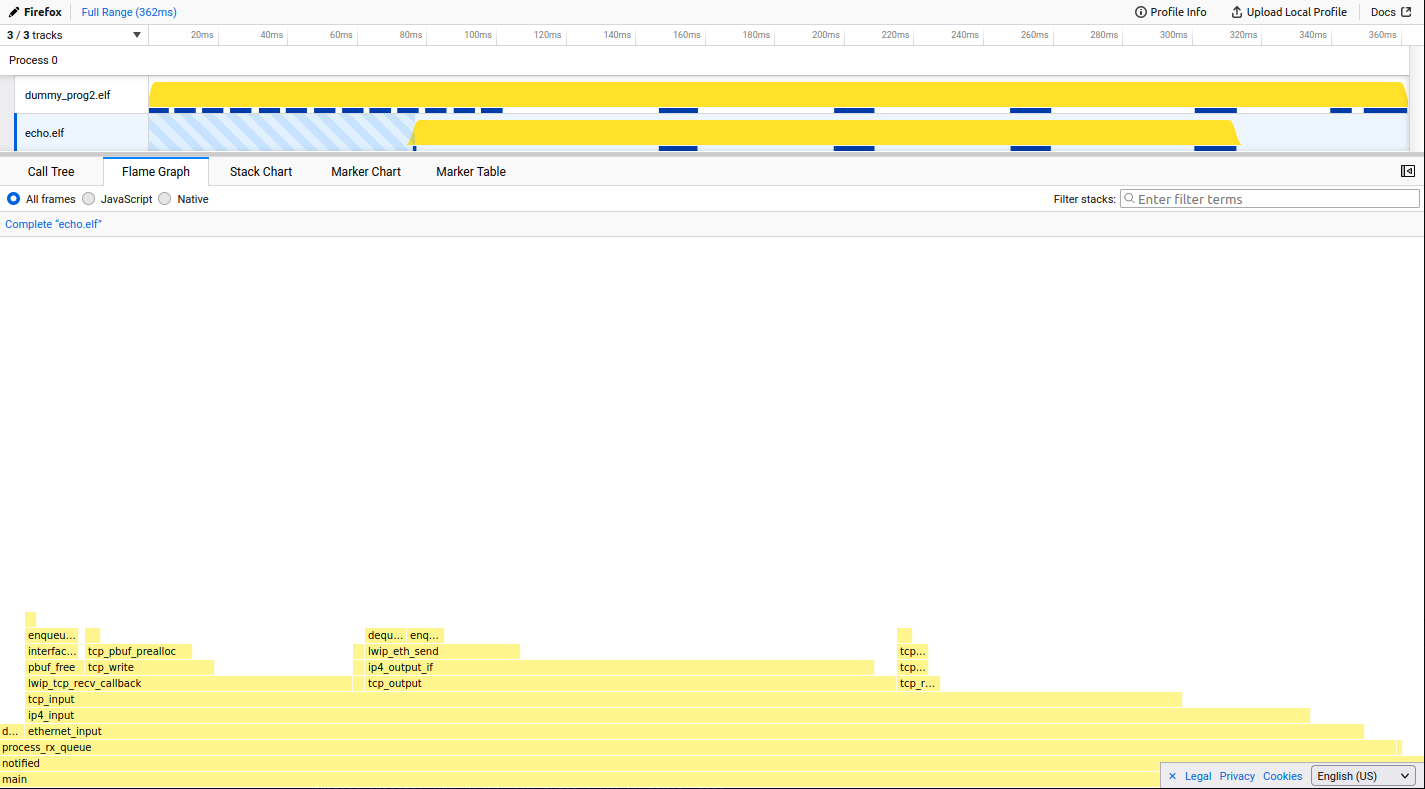 Firefox Full Range (362ms) Profile Info Upload Local Profile Docs
3 / 3 tracks 20ms 40ms 60ms 80ms 100ms 120ms 140ms 160ms 180ms 200ms 220ms 240ms 260ms 280ms 300ms 320ms 340ms 360ms
Process 0
dummy_prog2.elf
echo.elf
Call Tree Flame Graph Stack Chart Marker Chart Marker Table
All frames JavaScript Native Filter stacks: Enter filter terms
Complete “echo.elf”
enqueu... dequ... enq...
interfac... tcp_pbuf_prealloc lwip_eth_send tcp...
pbuf_free tcp_write ip4_output_if tcp...
lwip_tcp_recv_callback tcp_output tcp_r...
tcp_input
ip4_input
d... ethernet_input
process_rx_queue
notified
main
× Legal Privacy Cookies English (US)